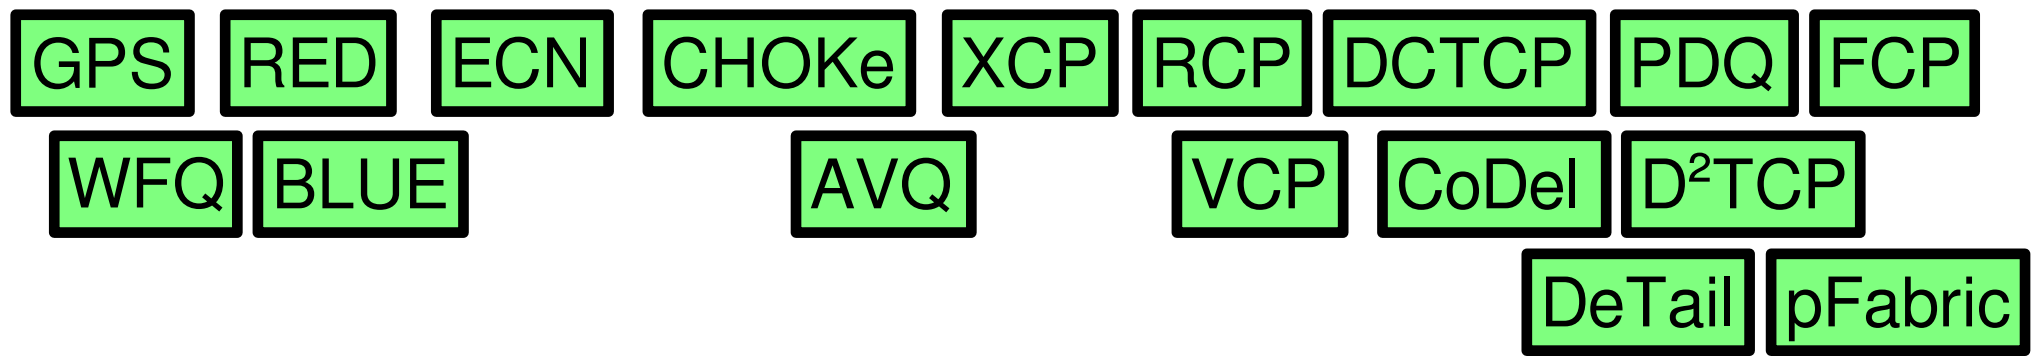 GPS RED ECN CHOKe XCP RCP DCTCP PDQ FCP
WFQ BLUE AVQ VCP CoDel D²TCP
DeTail pFabric